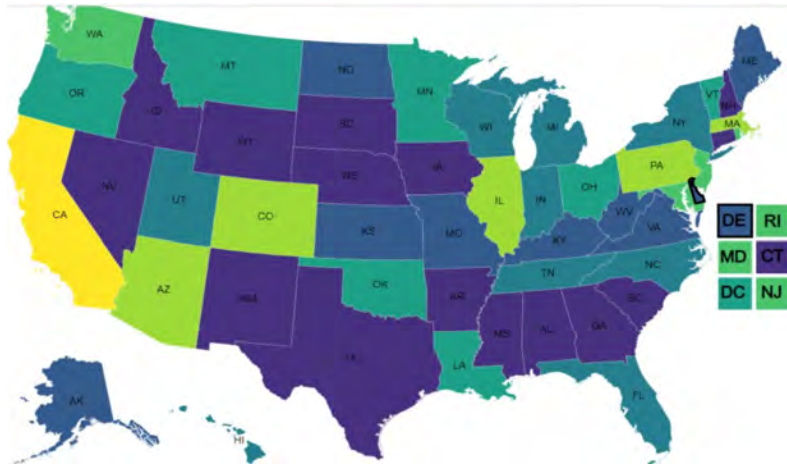 WA
MT
ND
MN
ME
OR
ID
SD
WI
MI
VT
NH
NY
MA
WY
IA
NE
PA
NV
UT
CO
IL
IN
OH
CA
KS
MO
WV
VA
KY
DE RI
MD CT
DC NJ
AZ
NM
OK
AR
TN
NC
SC
MS
AL
GA
TX
LA
AK
HI
FL